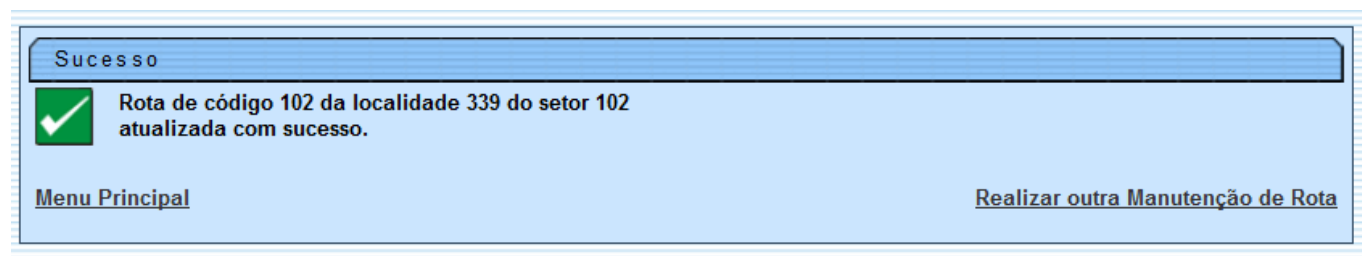 Sucesso
Rota de código 102 da localidade 339 do setor 102
atualizada com sucesso.
Menu Principal
Realizar outra Manutenção de Rota